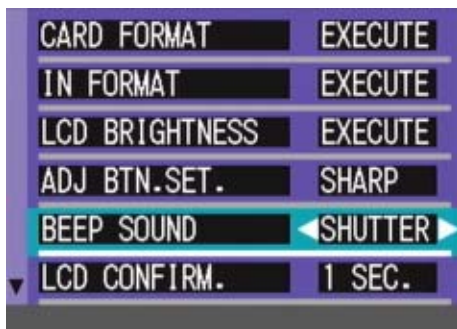 CARD FORMAT EXECUTE
IN FORMAT EXECUTE
LCD BRIGHTNESS EXECUTE
ADJ BTN.SET. SHARP
BEEP SOUND SHUTTER
LCD CONFIRM. 1 SEC.